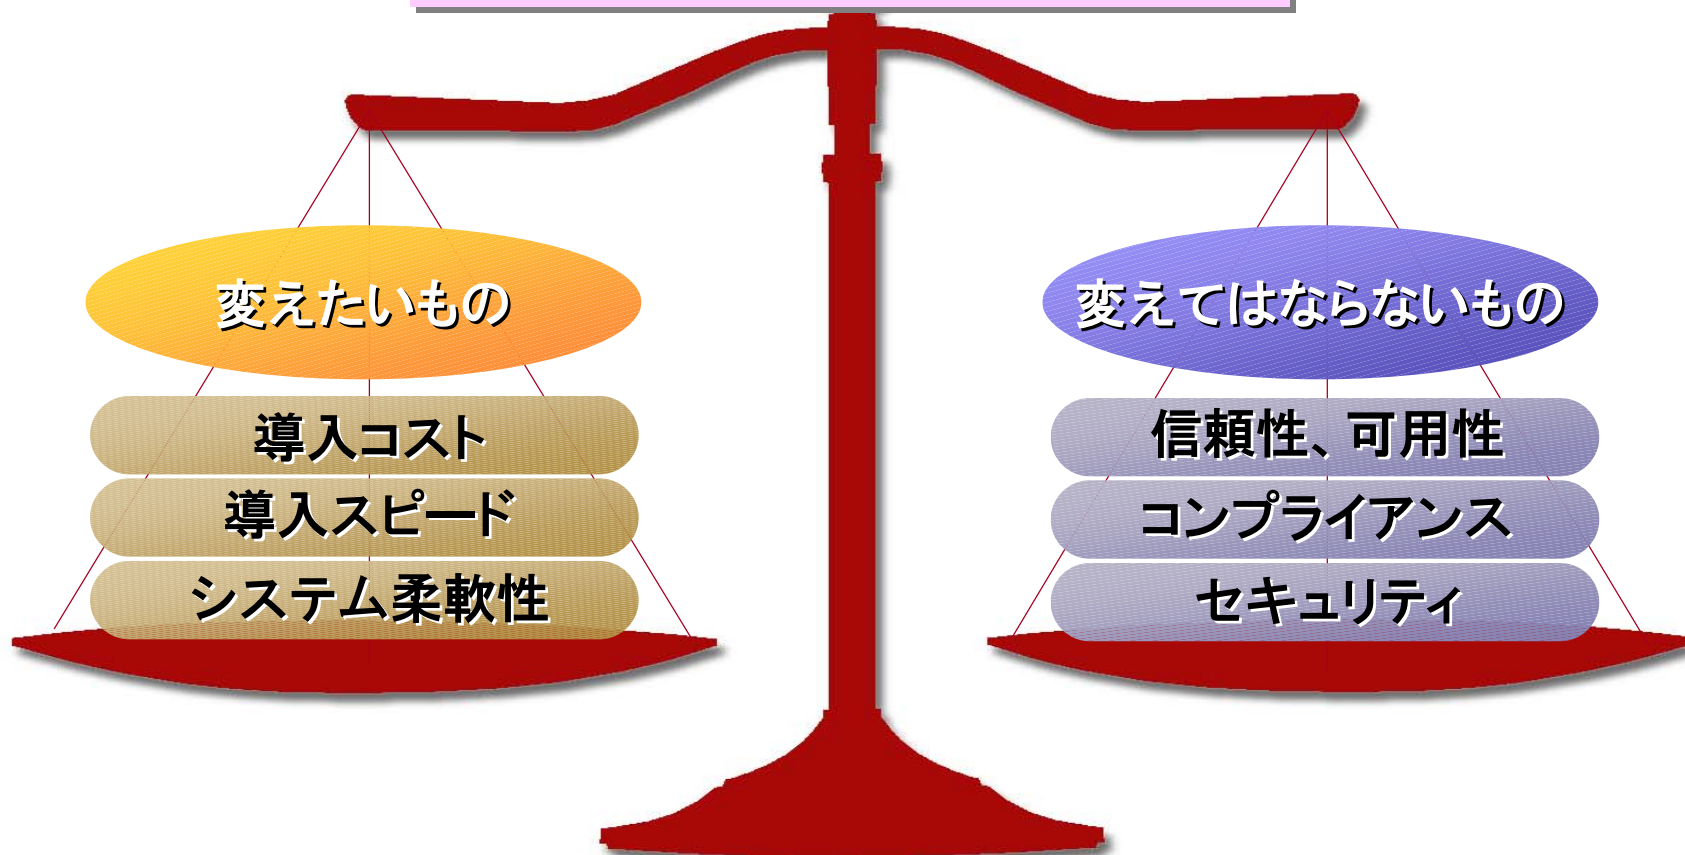 変えたいもの
導入コスト
導入スピード
システム柔軟性
変えてはならないもの
信頼性、可用性
コンプライアンス
セキュリティ